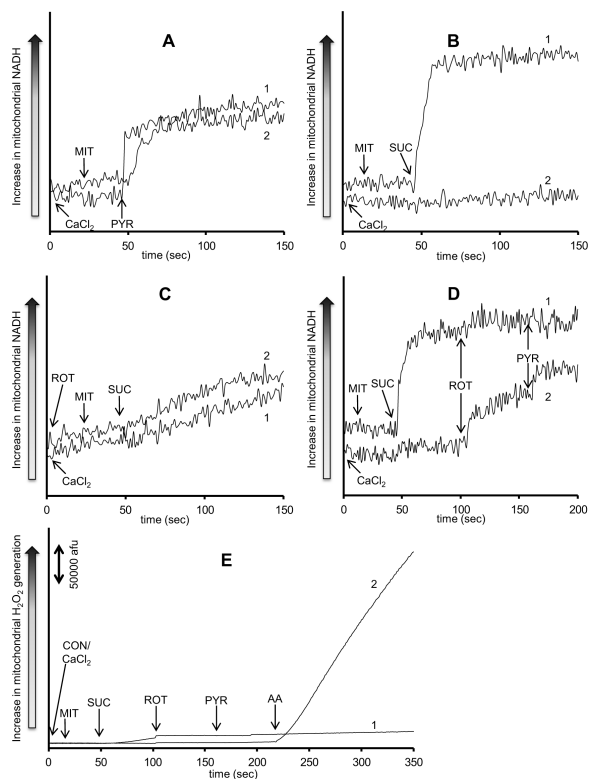 A
Increase in mitochondrial NADH
MIT
CaCl₂
PYR
1
2
0
50
100
150
time (sec)
B
Increase in mitochondrial NADH
MIT
SUC
CaCl₂
1
2
0
50
100
150
time (sec)
C
Increase in mitochondrial NADH
ROT
MIT
SUC
CaCl₂
2
1
0
50
100
150
time (sec)
D
Increase in mitochondrial NADH
MIT
SUC
CaCl₂
ROT
PYR
1
2
0
50
100
150
200
time (sec)
E
Increase in mitochondrial H₂O₂ generation
50000 afu
CON/
CaCl₂
MIT
SUC
ROT
PYR
AA
2
1
0
50
100
150
200
250
300
350
time (sec)